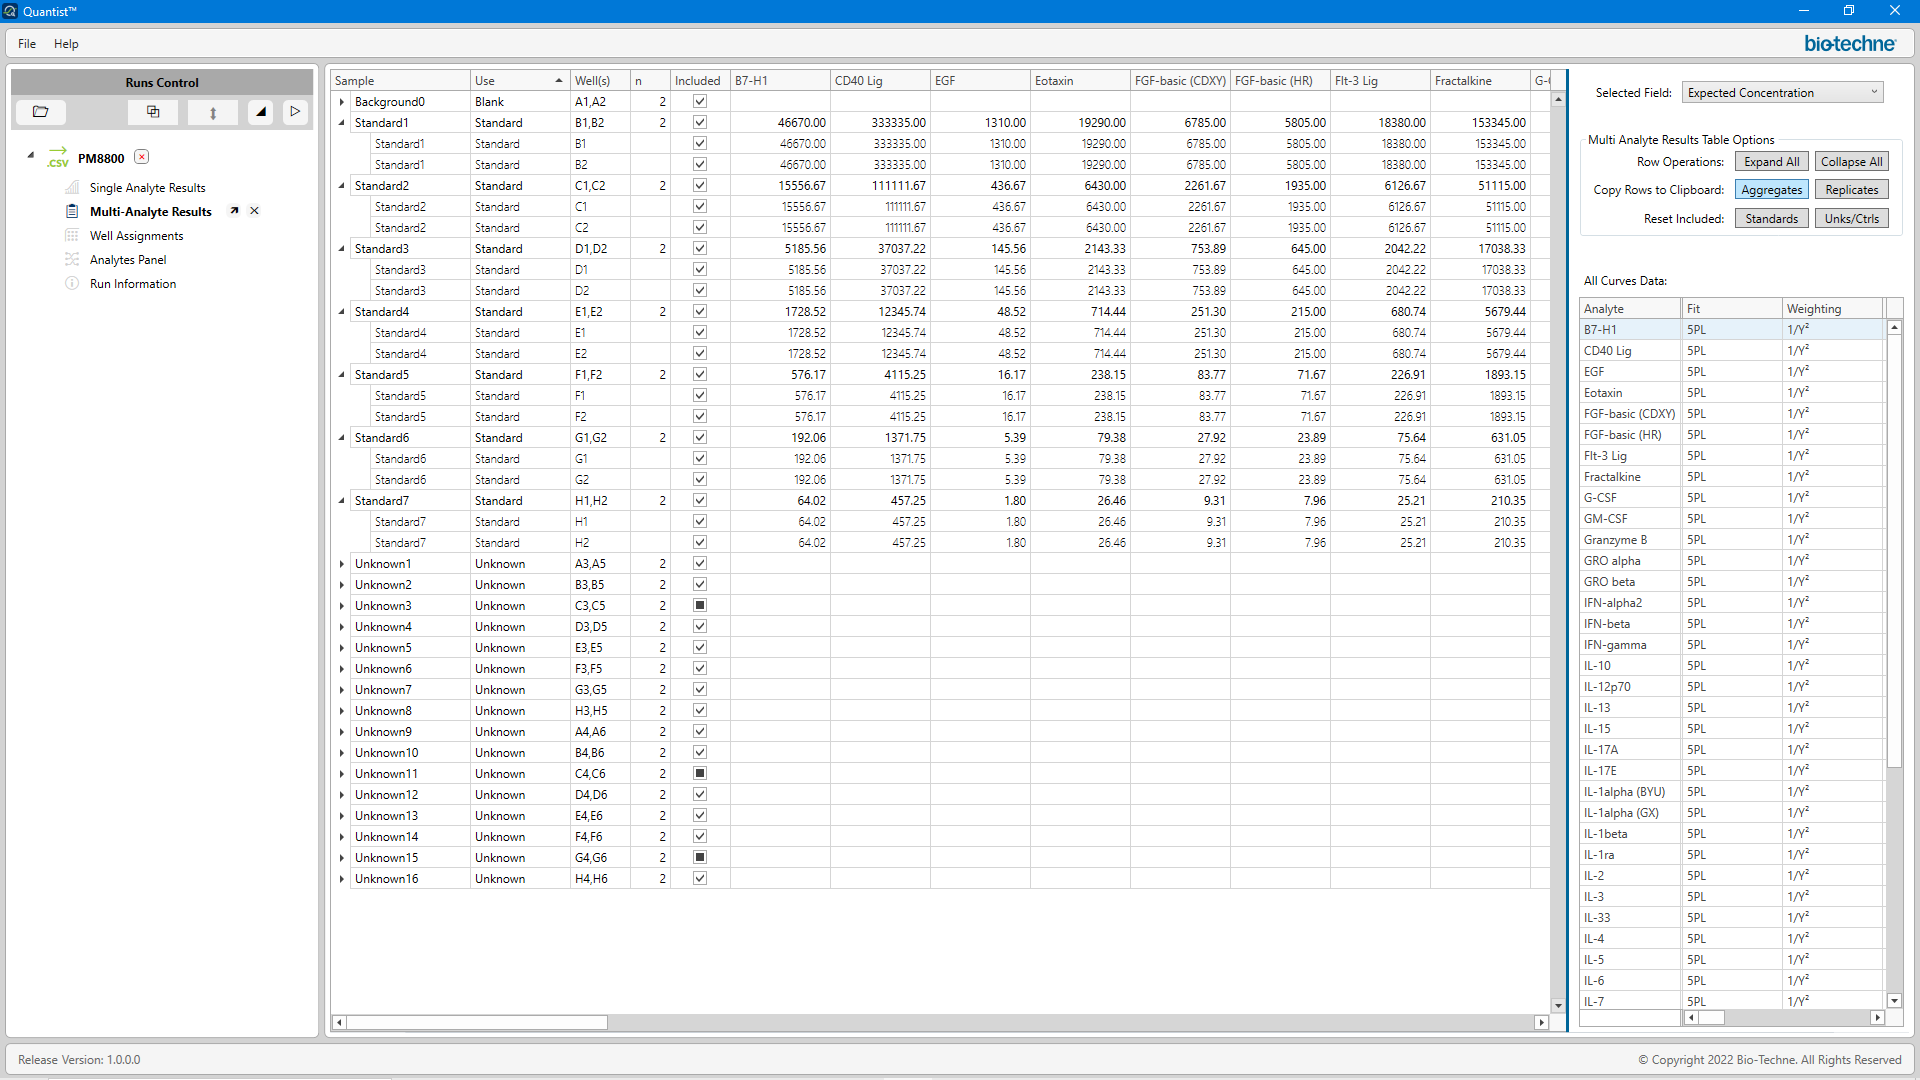 Quantist™
File Help
bio-techne
Runs Control
PM8800
Single Analyte Results
Multi-Analyte Results
Well Assignments
Analytes Panel
Run Information
Sample Use Well(s) n Included B7-H1 CD40 Lig EGF Eotaxin FGF-basic (CDXY) FGF-basic (HR) Flt-3 Lig Fractalkine G-
Background0 Blank A1,A2 2
Standard1 Standard B1,B2 2 46670.00 333335.00 1310.00 19290.00 6785.00 5805.00 18380.00 153345.00
Standard1 Standard B1 46670.00 333335.00 1310.00 19290.00 6785.00 5805.00 18380.00 153345.00
Standard1 Standard B2 46670.00 333335.00 1310.00 19290.00 6785.00 5805.00 18380.00 153345.00
Standard2 Standard C1,C2 2 15556.67 111111.67 436.67 6430.00 2261.67 1935.00 6126.67 51115.00
Standard2 Standard C1 15556.67 111111.67 436.67 6430.00 2261.67 1935.00 6126.67 51115.00
Standard2 Standard C2 15556.67 111111.67 436.67 6430.00 2261.67 1935.00 6126.67 51115.00
Standard3 Standard D1,D2 2 5185.56 37037.22 145.56 2143.33 753.89 645.00 2042.22 17038.33
Standard3 Standard D1 5185.56 37037.22 145.56 2143.33 753.89 645.00 2042.22 17038.33
Standard3 Standard D2 5185.56 37037.22 145.56 2143.33 753.89 645.00 2042.22 17038.33
Standard4 Standard E1,E2 2 1728.52 12345.74 48.52 714.44 251.30 215.00 680.74 5679.44
Standard4 Standard E1 1728.52 12345.74 48.52 714.44 251.30 215.00 680.74 5679.44
Standard4 Standard E2 1728.52 12345.74 48.52 714.44 251.30 215.00 680.74 5679.44
Standard5 Standard F1,F2 2 576.17 4115.25 16.17 238.15 83.77 71.67 226.91 1893.15
Standard5 Standard F1 576.17 4115.25 16.17 238.15 83.77 71.67 226.91 1893.15
Standard5 Standard F2 576.17 4115.25 16.17 238.15 83.77 71.67 226.91 1893.15
Standard6 Standard G1,G2 2 192.06 1371.75 5.39 79.38 27.92 23.89 75.64 631.05
Standard6 Standard G1 192.06 1371.75 5.39 79.38 27.92 23.89 75.64 631.05
Standard6 Standard G2 192.06 1371.75 5.39 79.38 27.92 23.89 75.64 631.05
Standard7 Standard H1,H2 2 64.02 457.25 1.80 26.46 9.31 7.96 25.21 210.35
Standard7 Standard H1 64.02 457.25 1.80 26.46 9.31 7.96 25.21 210.35
Standard7 Standard H2 64.02 457.25 1.80 26.46 9.31 7.96 25.21 210.35
Unknown1 Unknown A3,A5 2
Unknown2 Unknown B3,B5 2
Unknown3 Unknown C3,C5 2
Unknown4 Unknown D3,D5 2
Unknown5 Unknown E3,E5 2
Unknown6 Unknown F3,F5 2
Unknown7 Unknown G3,G5 2
Unknown8 Unknown H3,H5 2
Unknown9 Unknown A4,A6 2
Unknown10 Unknown B4,B6 2
Unknown11 Unknown C4,C6 2
Unknown12 Unknown D4,D6 2
Unknown13 Unknown E4,E6 2
Unknown14 Unknown F4,F6 2
Unknown15 Unknown G4,G6 2
Unknown16 Unknown H4,H6 2
Selected Field: Expected Concentration
Multi Analyte Results Table Options
Row Operations: Expand All Collapse All
Copy Rows to Clipboard: Aggregates Replicates
Reset Included: Standards Unks/Ctrls
All Curves Data:
Analyte Fit Weighting
B7-H1 5PL 1/Y²
CD40 Lig 5PL 1/Y²
EGF 5PL 1/Y²
Eotaxin 5PL 1/Y²
FGF-basic (CDXY) 5PL 1/Y²
FGF-basic (HR) 5PL 1/Y²
Flt-3 Lig 5PL 1/Y²
Fractalkine 5PL 1/Y²
G-CSF 5PL 1/Y²
GM-CSF 5PL 1/Y²
Granzyme B 5PL 1/Y²
GRO alpha 5PL 1/Y²
GRO beta 5PL 1/Y²
IFN-alpha2 5PL 1/Y²
IFN-beta 5PL 1/Y²
IFN-gamma 5PL 1/Y²
IL-10 5PL 1/Y²
IL-12p70 5PL 1/Y²
IL-13 5PL 1/Y²
IL-15 5PL 1/Y²
IL-17A 5PL 1/Y²
IL-17E 5PL 1/Y²
IL-1alpha (BYU) 5PL 1/Y²
IL-1alpha (GX) 5PL 1/Y²
IL-1beta 5PL 1/Y²
IL-1ra 5PL 1/Y²
IL-2 5PL 1/Y²
IL-3 5PL 1/Y²
IL-33 5PL 1/Y²
IL-4 5PL 1/Y²
IL-5 5PL 1/Y²
IL-6 5PL 1/Y²
IL-7 5PL 1/Y²
Release Version: 1.0.0.0
© Copyright 2022 Bio-Techne. All Rights Reserved